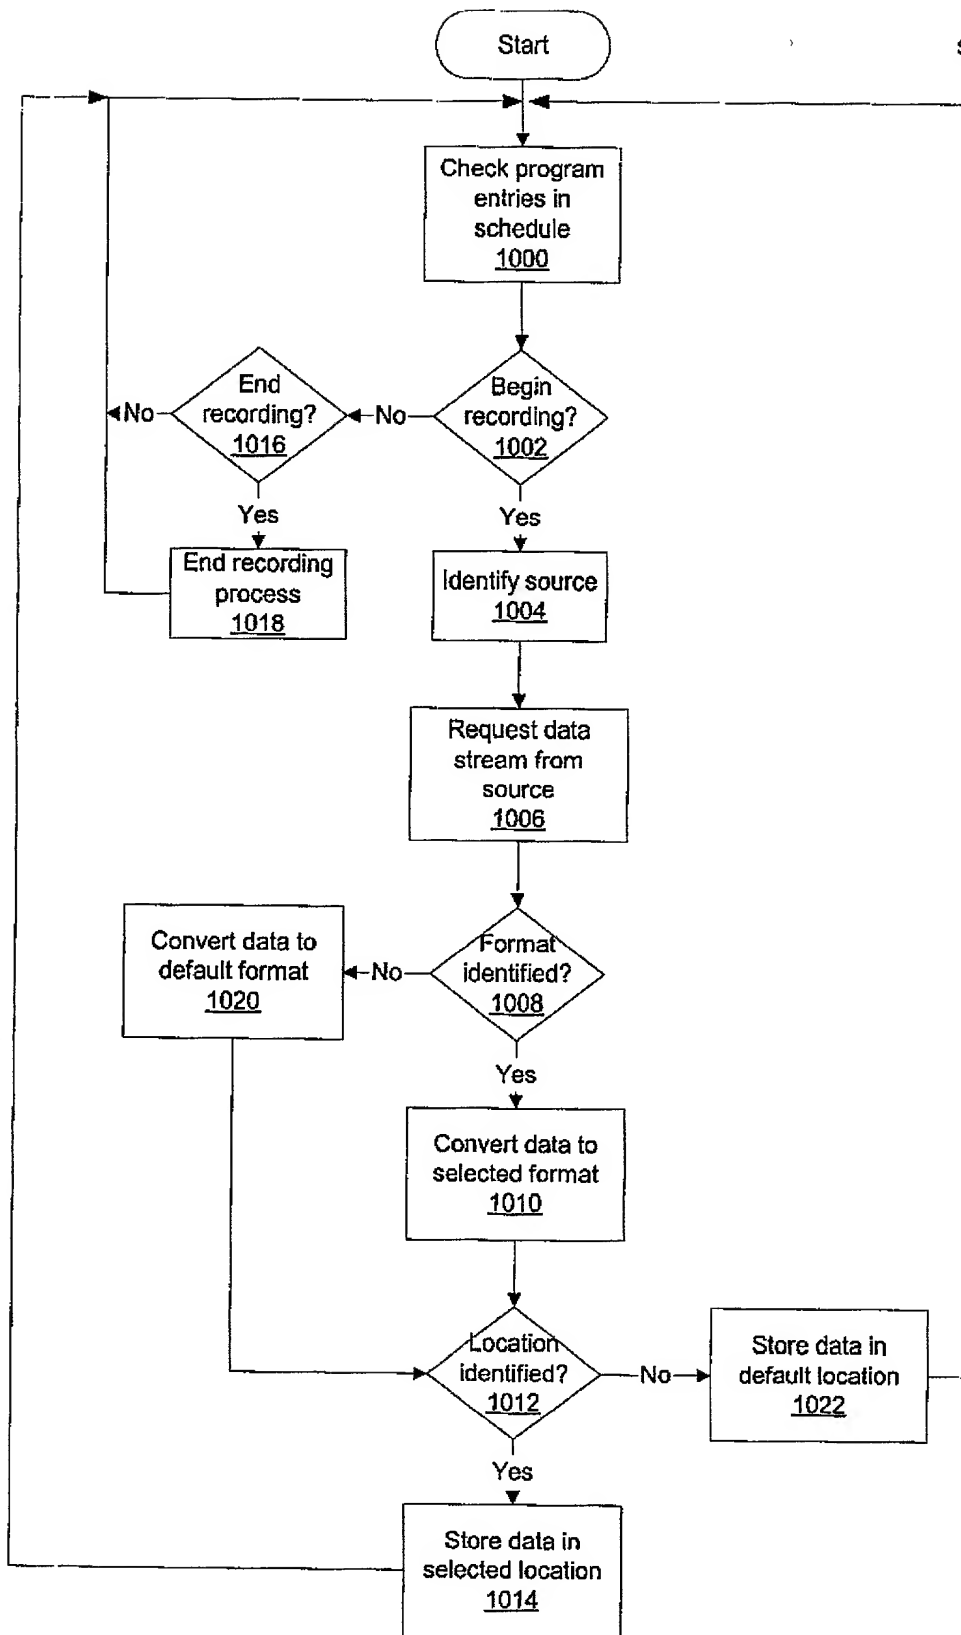 Start
s
Check program
entries in
schedule
1000
End
recording?
1016
No
No
Begin
recording?
1002
Yes
Yes
End recording
process
1018
Identify source
1004
Request data
stream from
source
1006
Convert data to
default format
1020
No
Format
identified?
1008
Yes
Convert data to
selected format
1010
Location
identified?
1012
No
Store data in
default location
1022
Yes
Store data in
selected location
1014